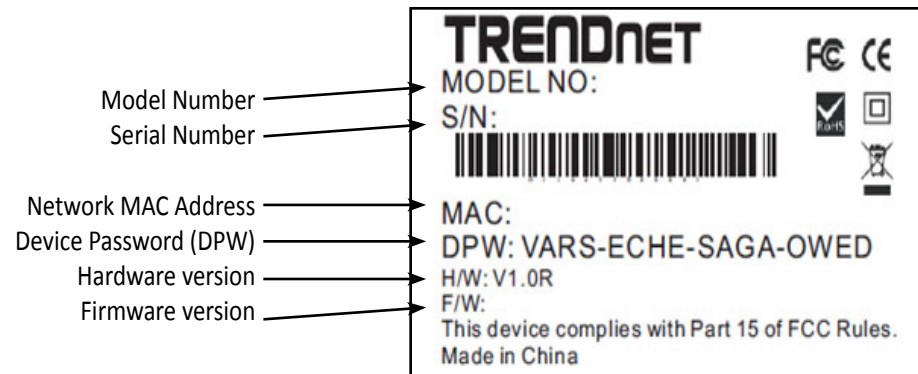 TRENDNET
FC CE
Model Number
MODEL NO:
Serial Number
S/N:
RoHS
Network MAC Address
MAC:
Device Password (DPW)
DPW: VARS-ECHE-SAGA-OWED
Hardware version
H/W: V1.0R
Firmware version
F/W:
This device complies with Part 15 of FCC Rules.
Made in China